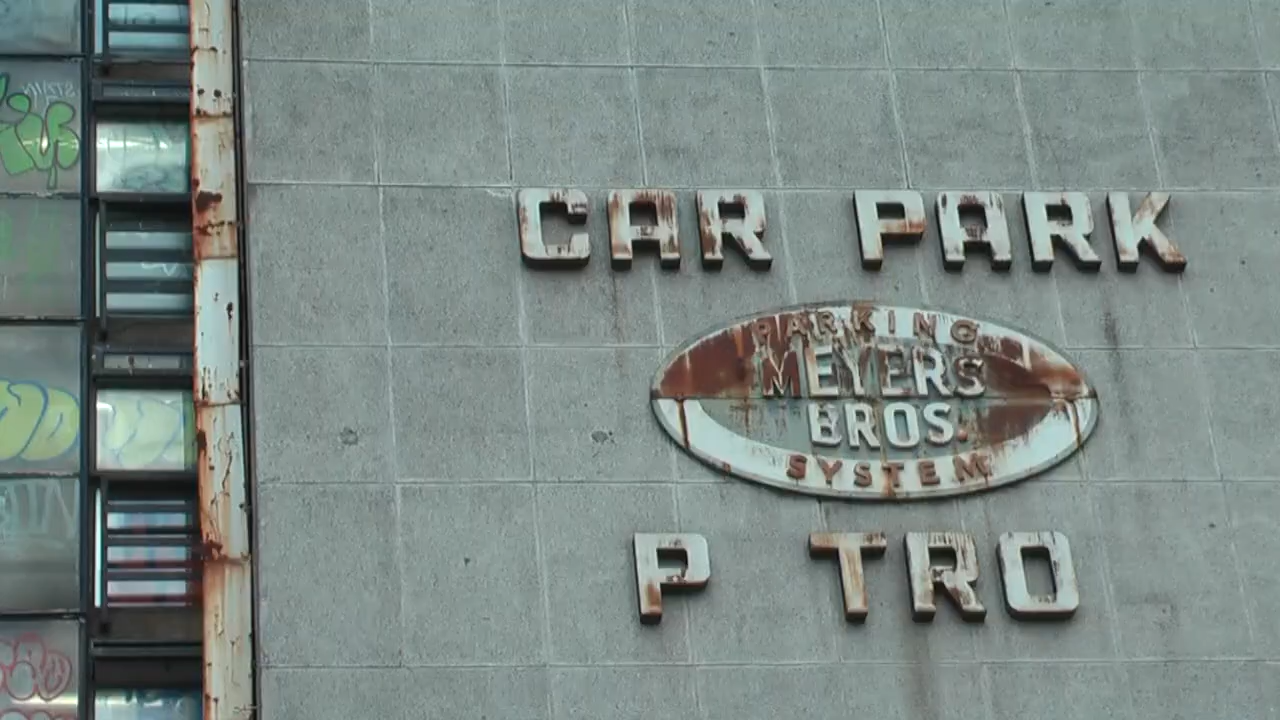 CAR PARK
PARKING
MEYERS
BROS.
SYSTEM
P TRO